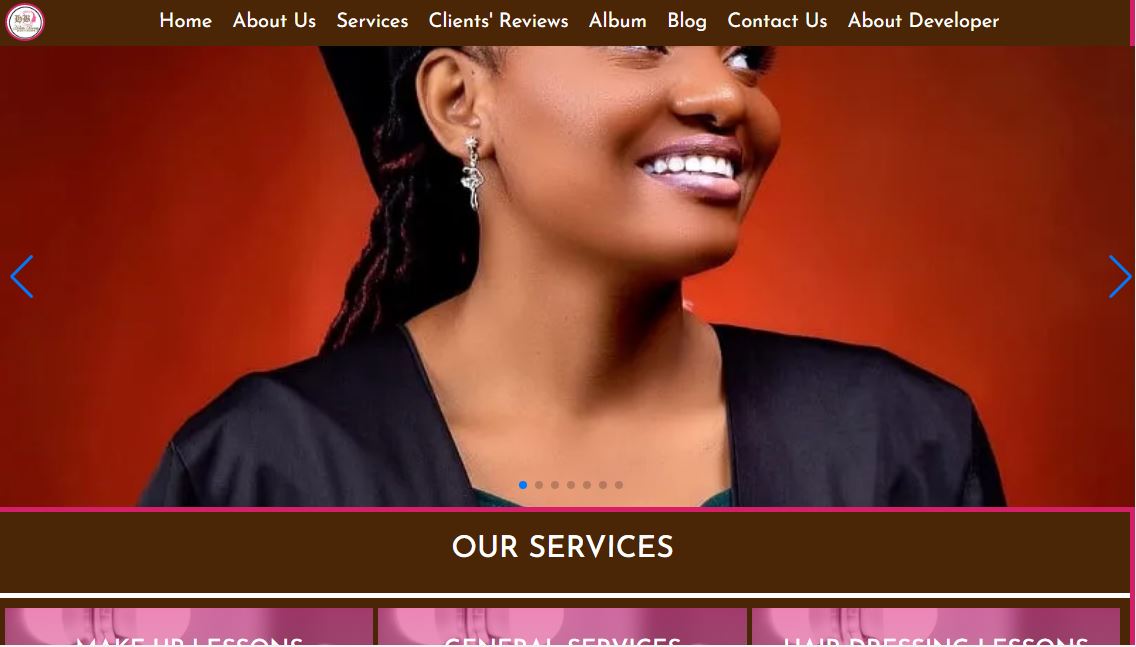 Home About Us Services Clients' Reviews Album Blog Contact Us About Developer
OUR SERVICES
MAKE UP LESSONS GENERAL SERVICES HAIR DRESSING LESSONS